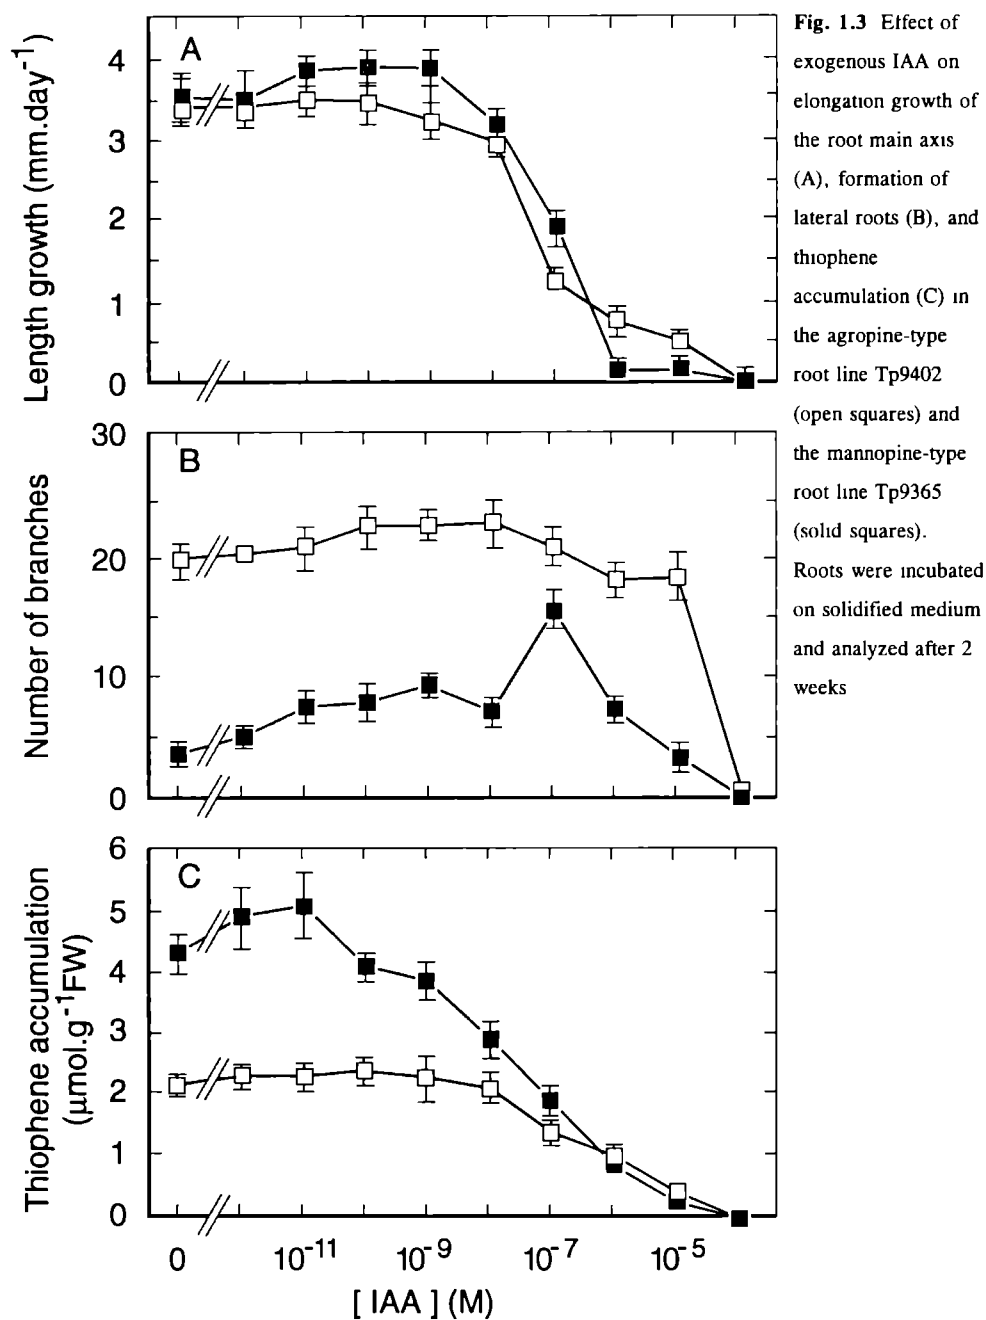 A
Length growth (mm.day-1)
4
3
2
1
0
B
Number of branches
30
20
10
0
C
Thiophene accumulation
(µmol.g-1FW)
6
5
4
3
2
1
0
0 10-11 10-9 10-7 10-5
[ IAA ] (M)
Fig. 1.3 Effect of
exogenous IAA on
elongation growth of
the root main axis
(A), formation of
lateral roots (B), and
thiophene
accumulation (C) in
the agropine-type
root line Tp9402
(open squares) and
the mannopine-type
root line Tp9365
(solid squares).
Roots were incubated
on solidified medium
and analyzed after 2
weeks